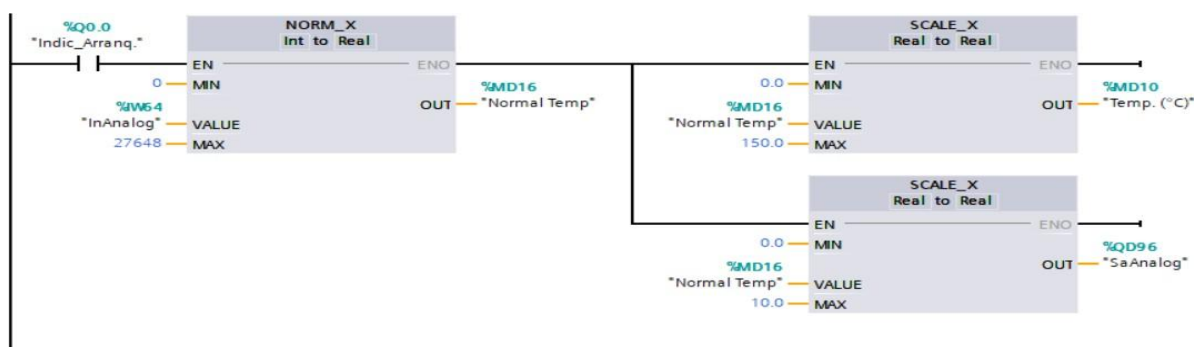 %Q0.0
"Indic_Arranq."
NORM_X
Int to Real
EN
ENO
0
MIN
%IW64
"InAnalog"
VALUE
27648
MAX
OUT
%MD16
"Normal Temp"
SCALE_X
Real to Real
EN
ENO
0.0
MIN
%MD16
"Normal Temp"
VALUE
150.0
MAX
OUT
%MD10
"Temp. (°C)"
SCALE_X
Real to Real
EN
ENO
0.0
MIN
%MD16
"Normal Temp"
VALUE
10.0
MAX
OUT
%QD96
"SaAnalog"